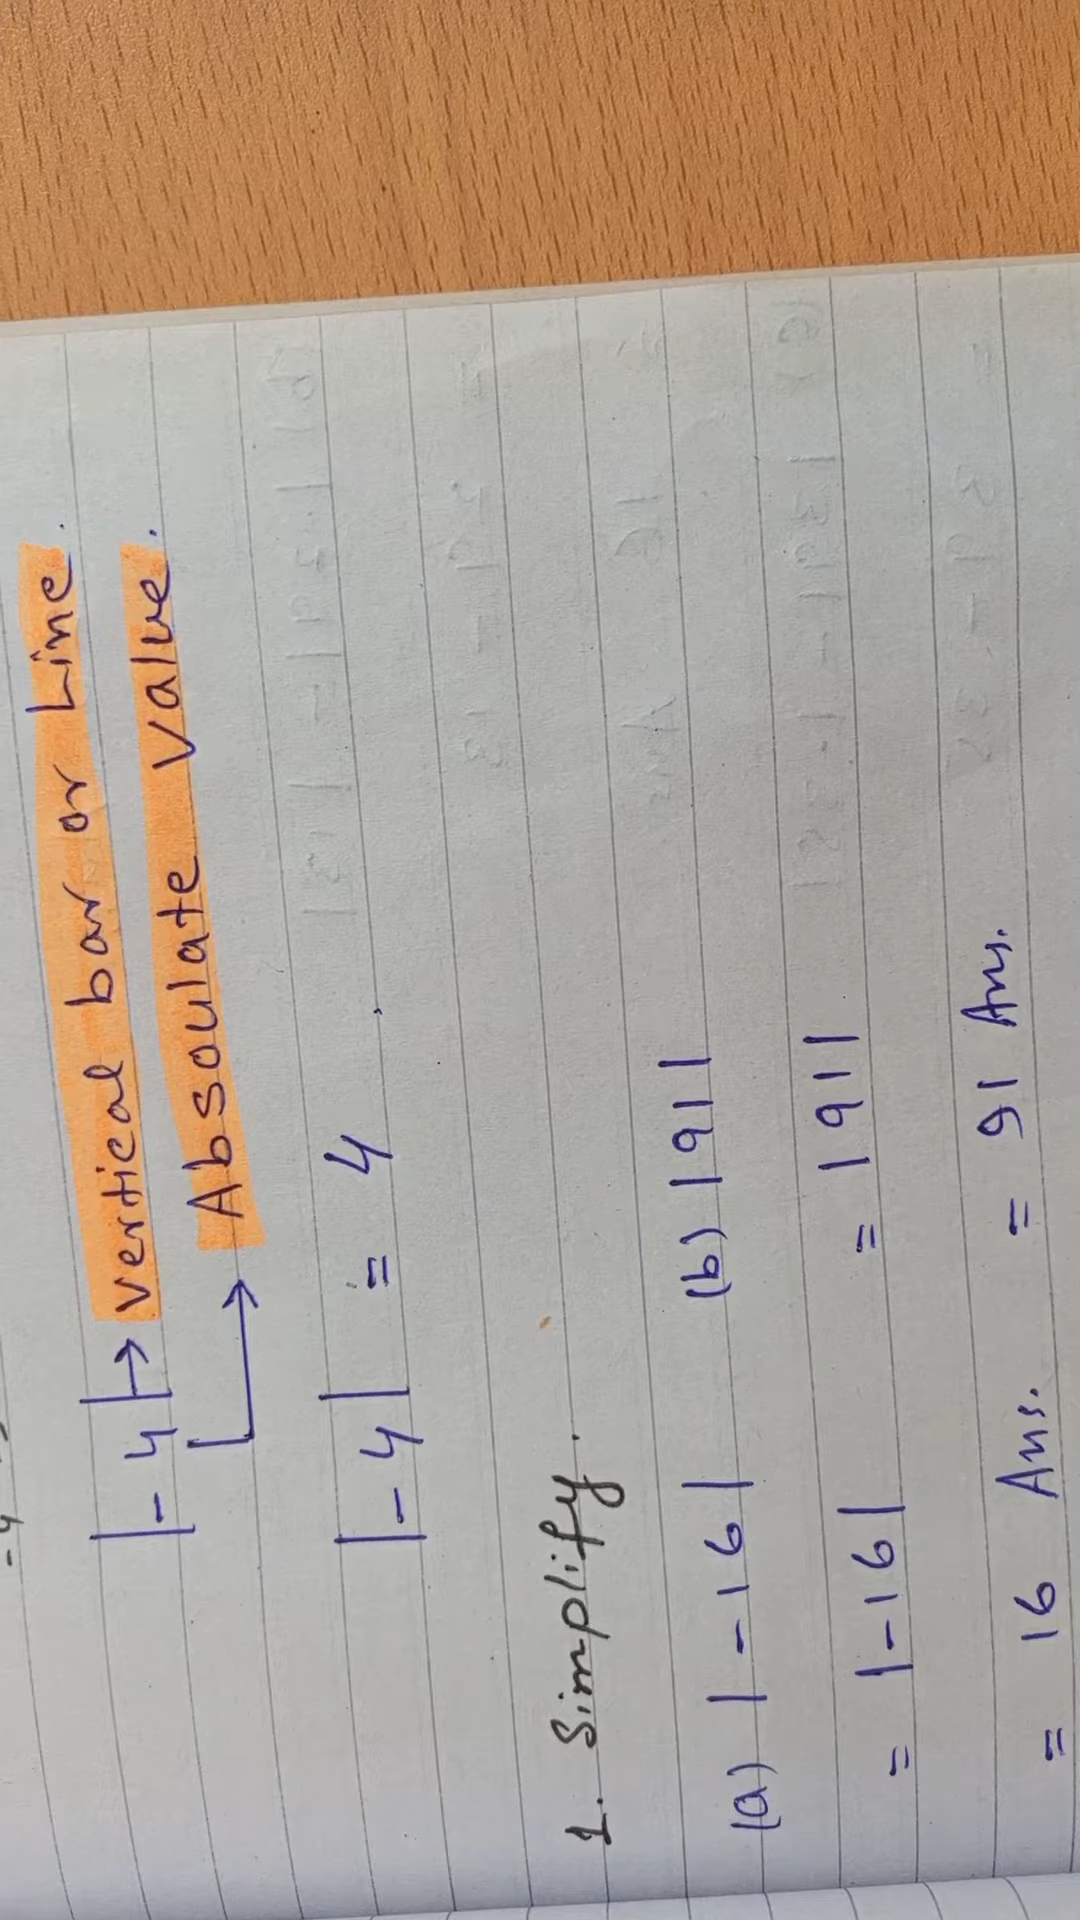 |-4| → vertical bar or Line.
→ Absoulate value.
|-4| = 4
1. Simplify.
(a) |-16| (b) |91|
= |-16| = |91|
= 16 Ans. = 91 Ans.